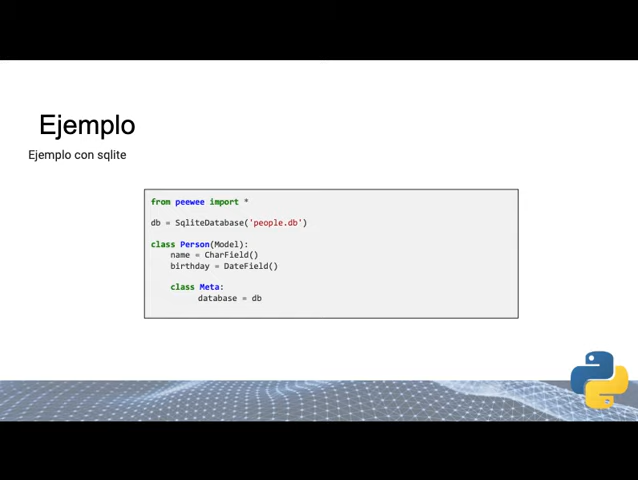 Ejemplo
Ejemplo con sqlite
from peewee import *
db = SqliteDatabase('people.db')
class Person(Model):
name = CharField()
birthday = DateField()
class Meta:
database = db